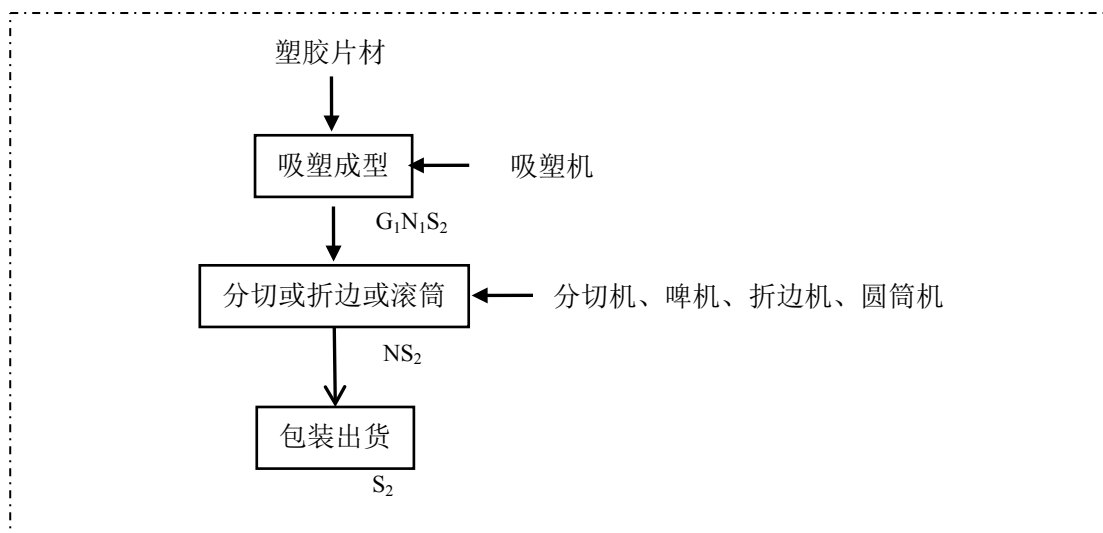 塑胶片材
吸塑成型
吸塑机
G₁N₁S₂
分切或折边或滚筒
分切机、啤机、折边机、圆筒机
NS₂
包装出货
S₂